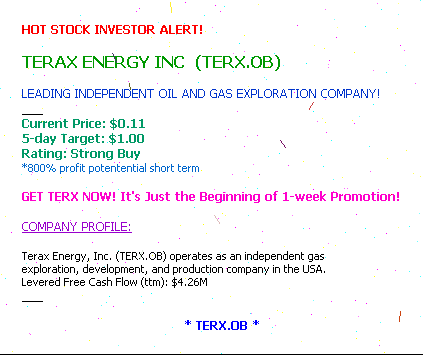 HOT STOCK INVESTOR ALERT!
TERAX ENERGY INC (TERX.OB)
LEADING INDEPENDENT OIL AND GAS EXPLORATION COMPANY!
Current Price: $0.11
5-day Target: $1.00
Rating: Strong Buy
*800% profit potentential short term
GET TERX NOW! It's Just the Beginning of 1-week Promotion!
COMPANY PROFILE:
Terax Energy, Inc. (TERX.OB) operates as an independent gas
exploration, development, and production company in the USA.
Levered Free Cash Flow (ttm): $4.26M
* TERX.OB *